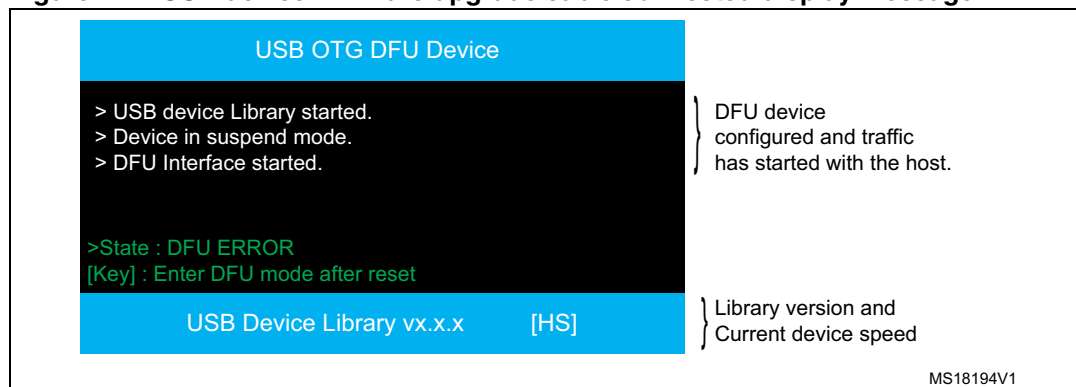 USB OTG DFU Device
> USB device Library started.
> Device in suspend mode.
> DFU Interface started.
DFU device
configured and traffic
has started with the host.
>State : DFU ERROR
[Key] : Enter DFU mode after reset
USB Device Library vx.x.x [HS]
Library version and
Current device speed
MS18194V1